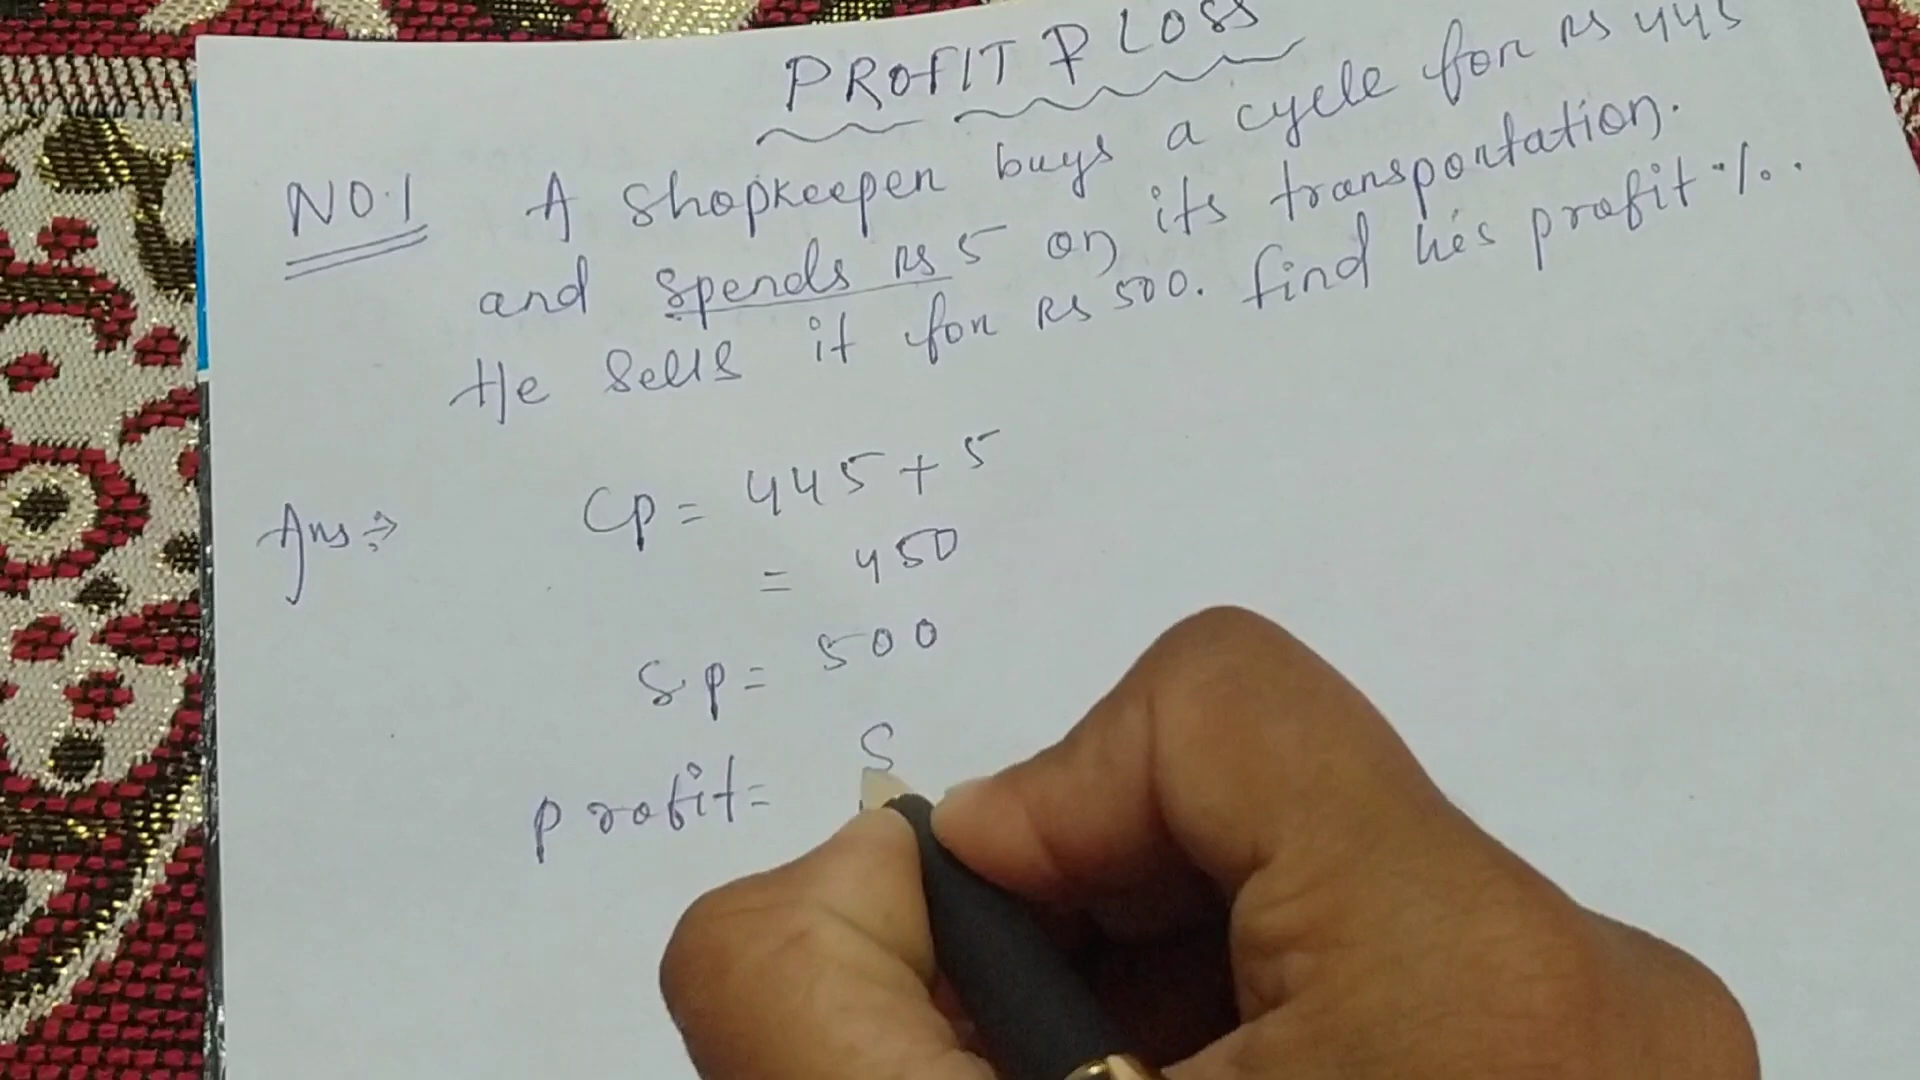 PROFIT & LOSS
NO.1 A shopkeeper buys a cycle for Rs 445
and spends Rs 5 on its transportation.
He sells it for Rs 500. find his profit %.
Ans:→ Cp = 445 + 5
= 450
Sp = 500
profit = S